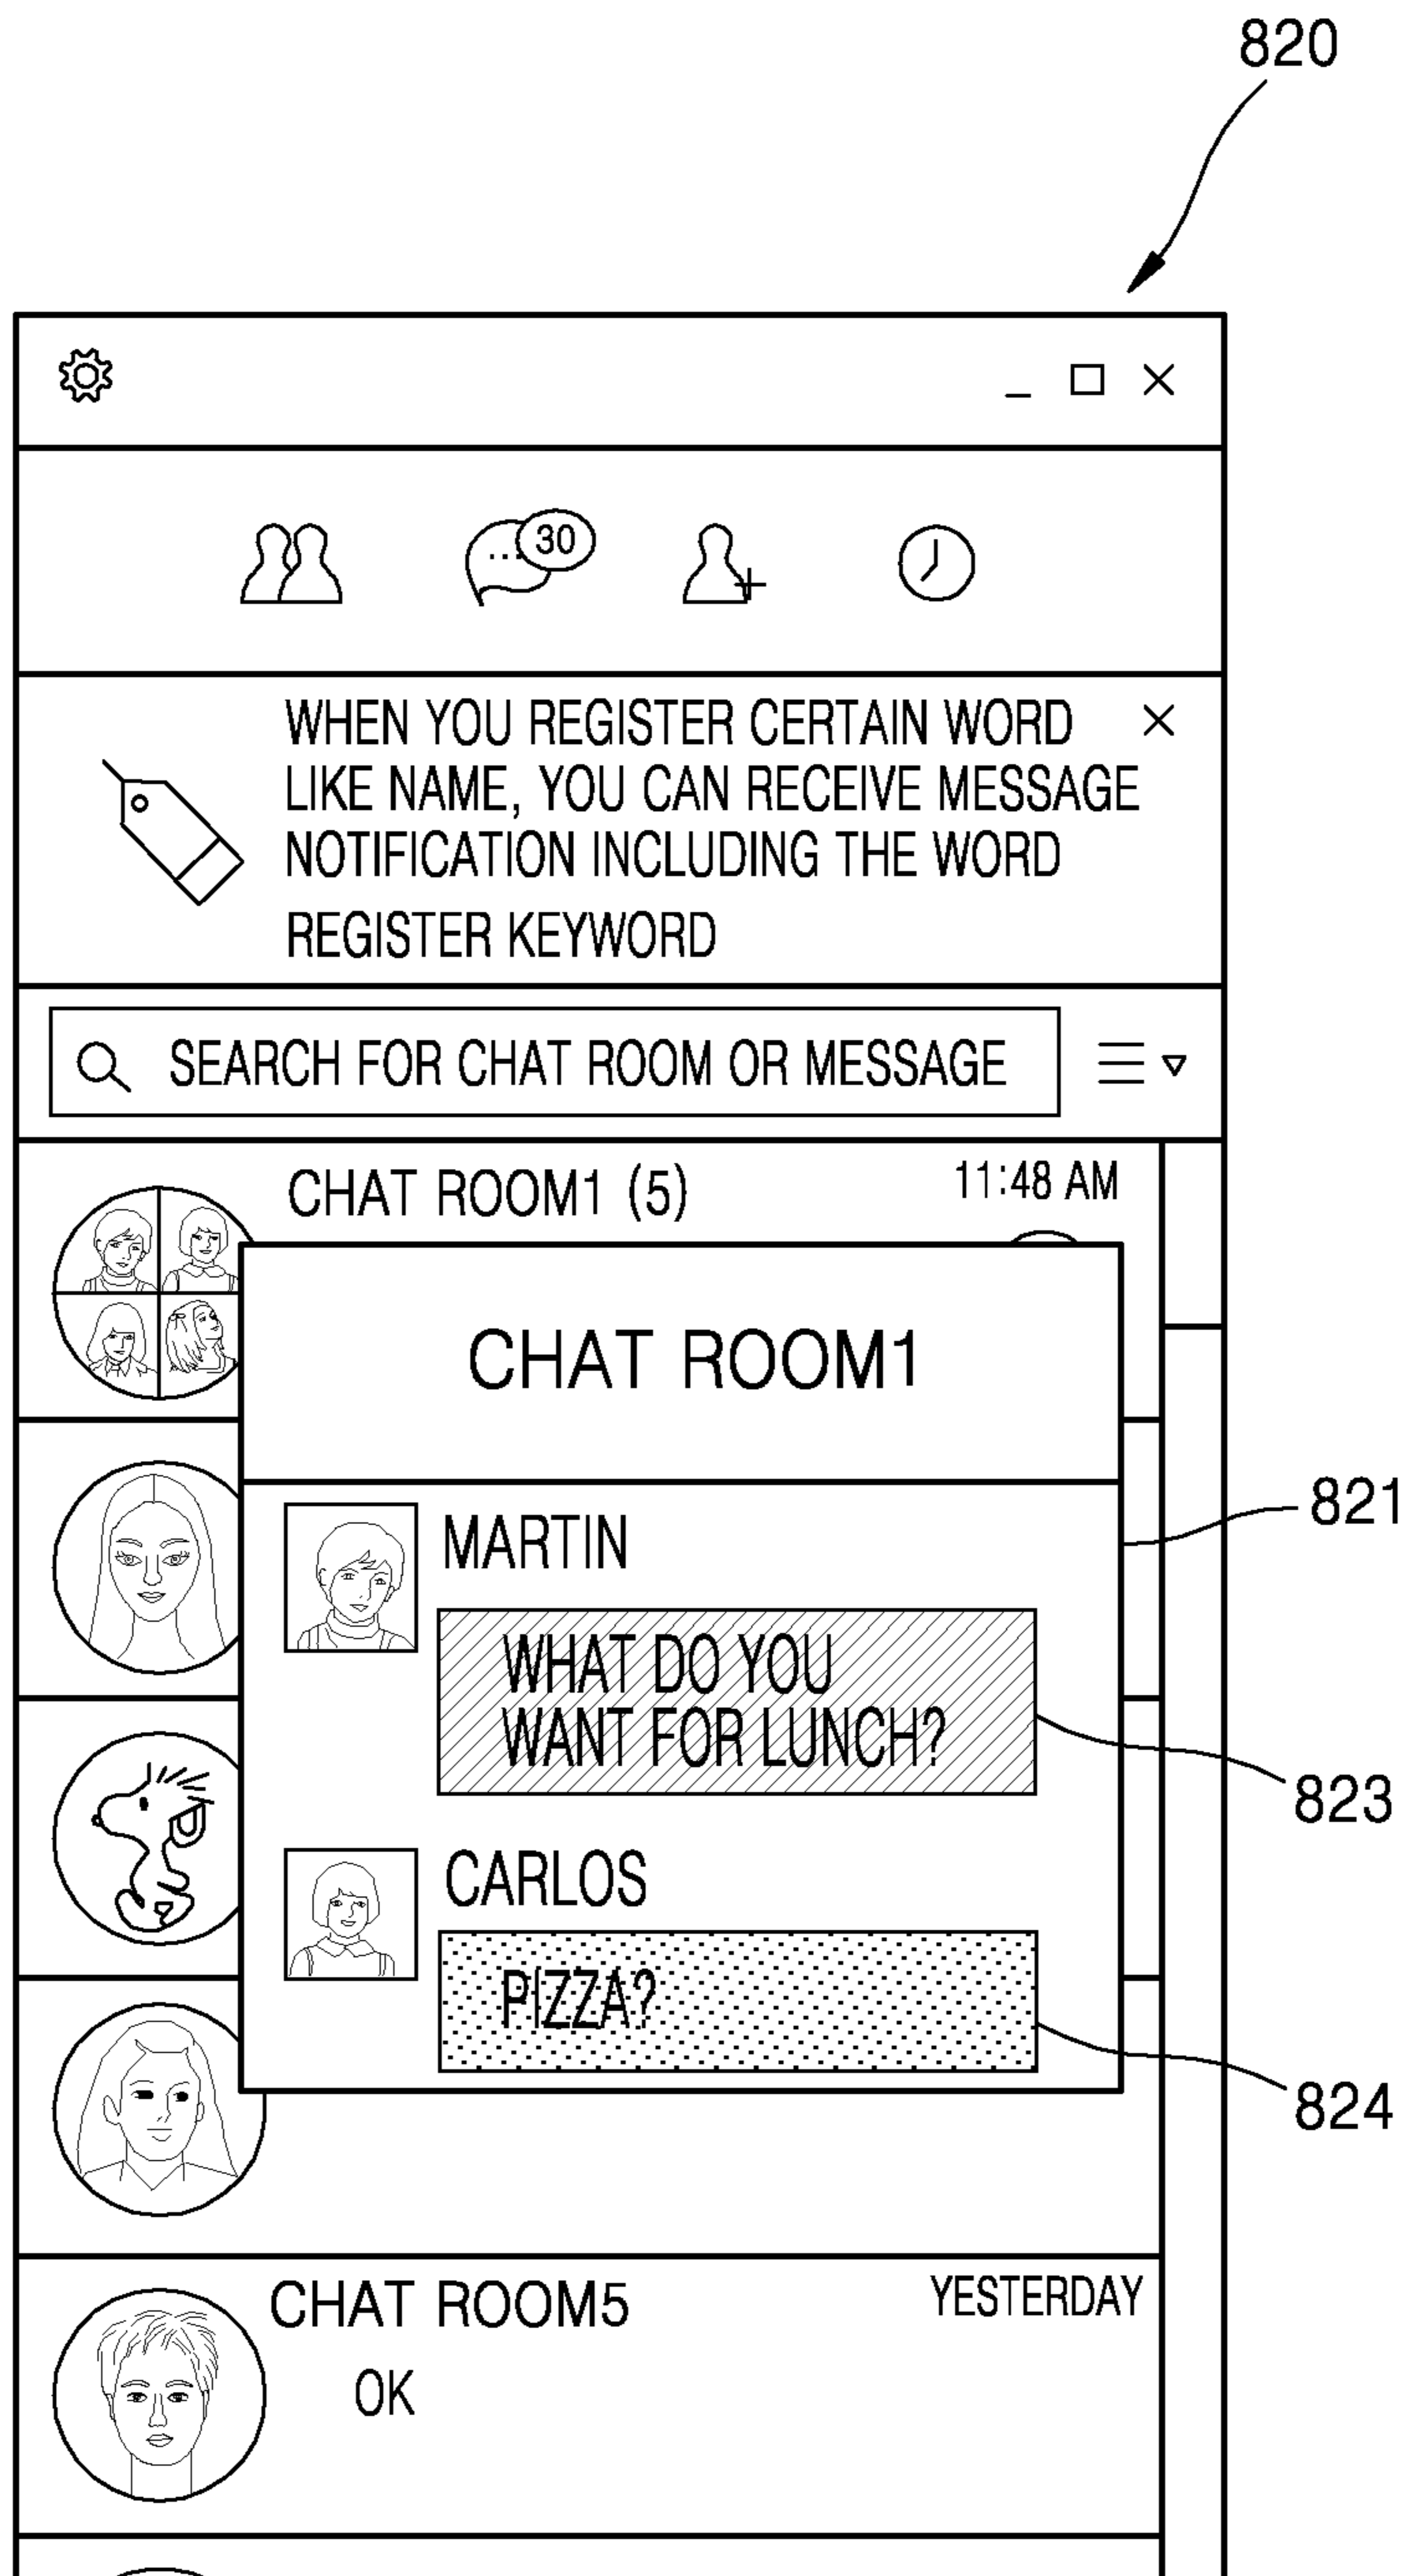 820
30
WHEN YOU REGISTER CERTAIN WORD
LIKE NAME, YOU CAN RECEIVE MESSAGE
NOTIFICATION INCLUDING THE WORD
REGISTER KEYWORD
SEARCH FOR CHAT ROOM OR MESSAGE
CHAT ROOM1 (5) 11:48 AM
CHAT ROOM1
821
MARTIN
WHAT DO YOU
WANT FOR LUNCH?
823
CARLOS
PIZZA?
824
CHAT ROOM5 YESTERDAY
OK